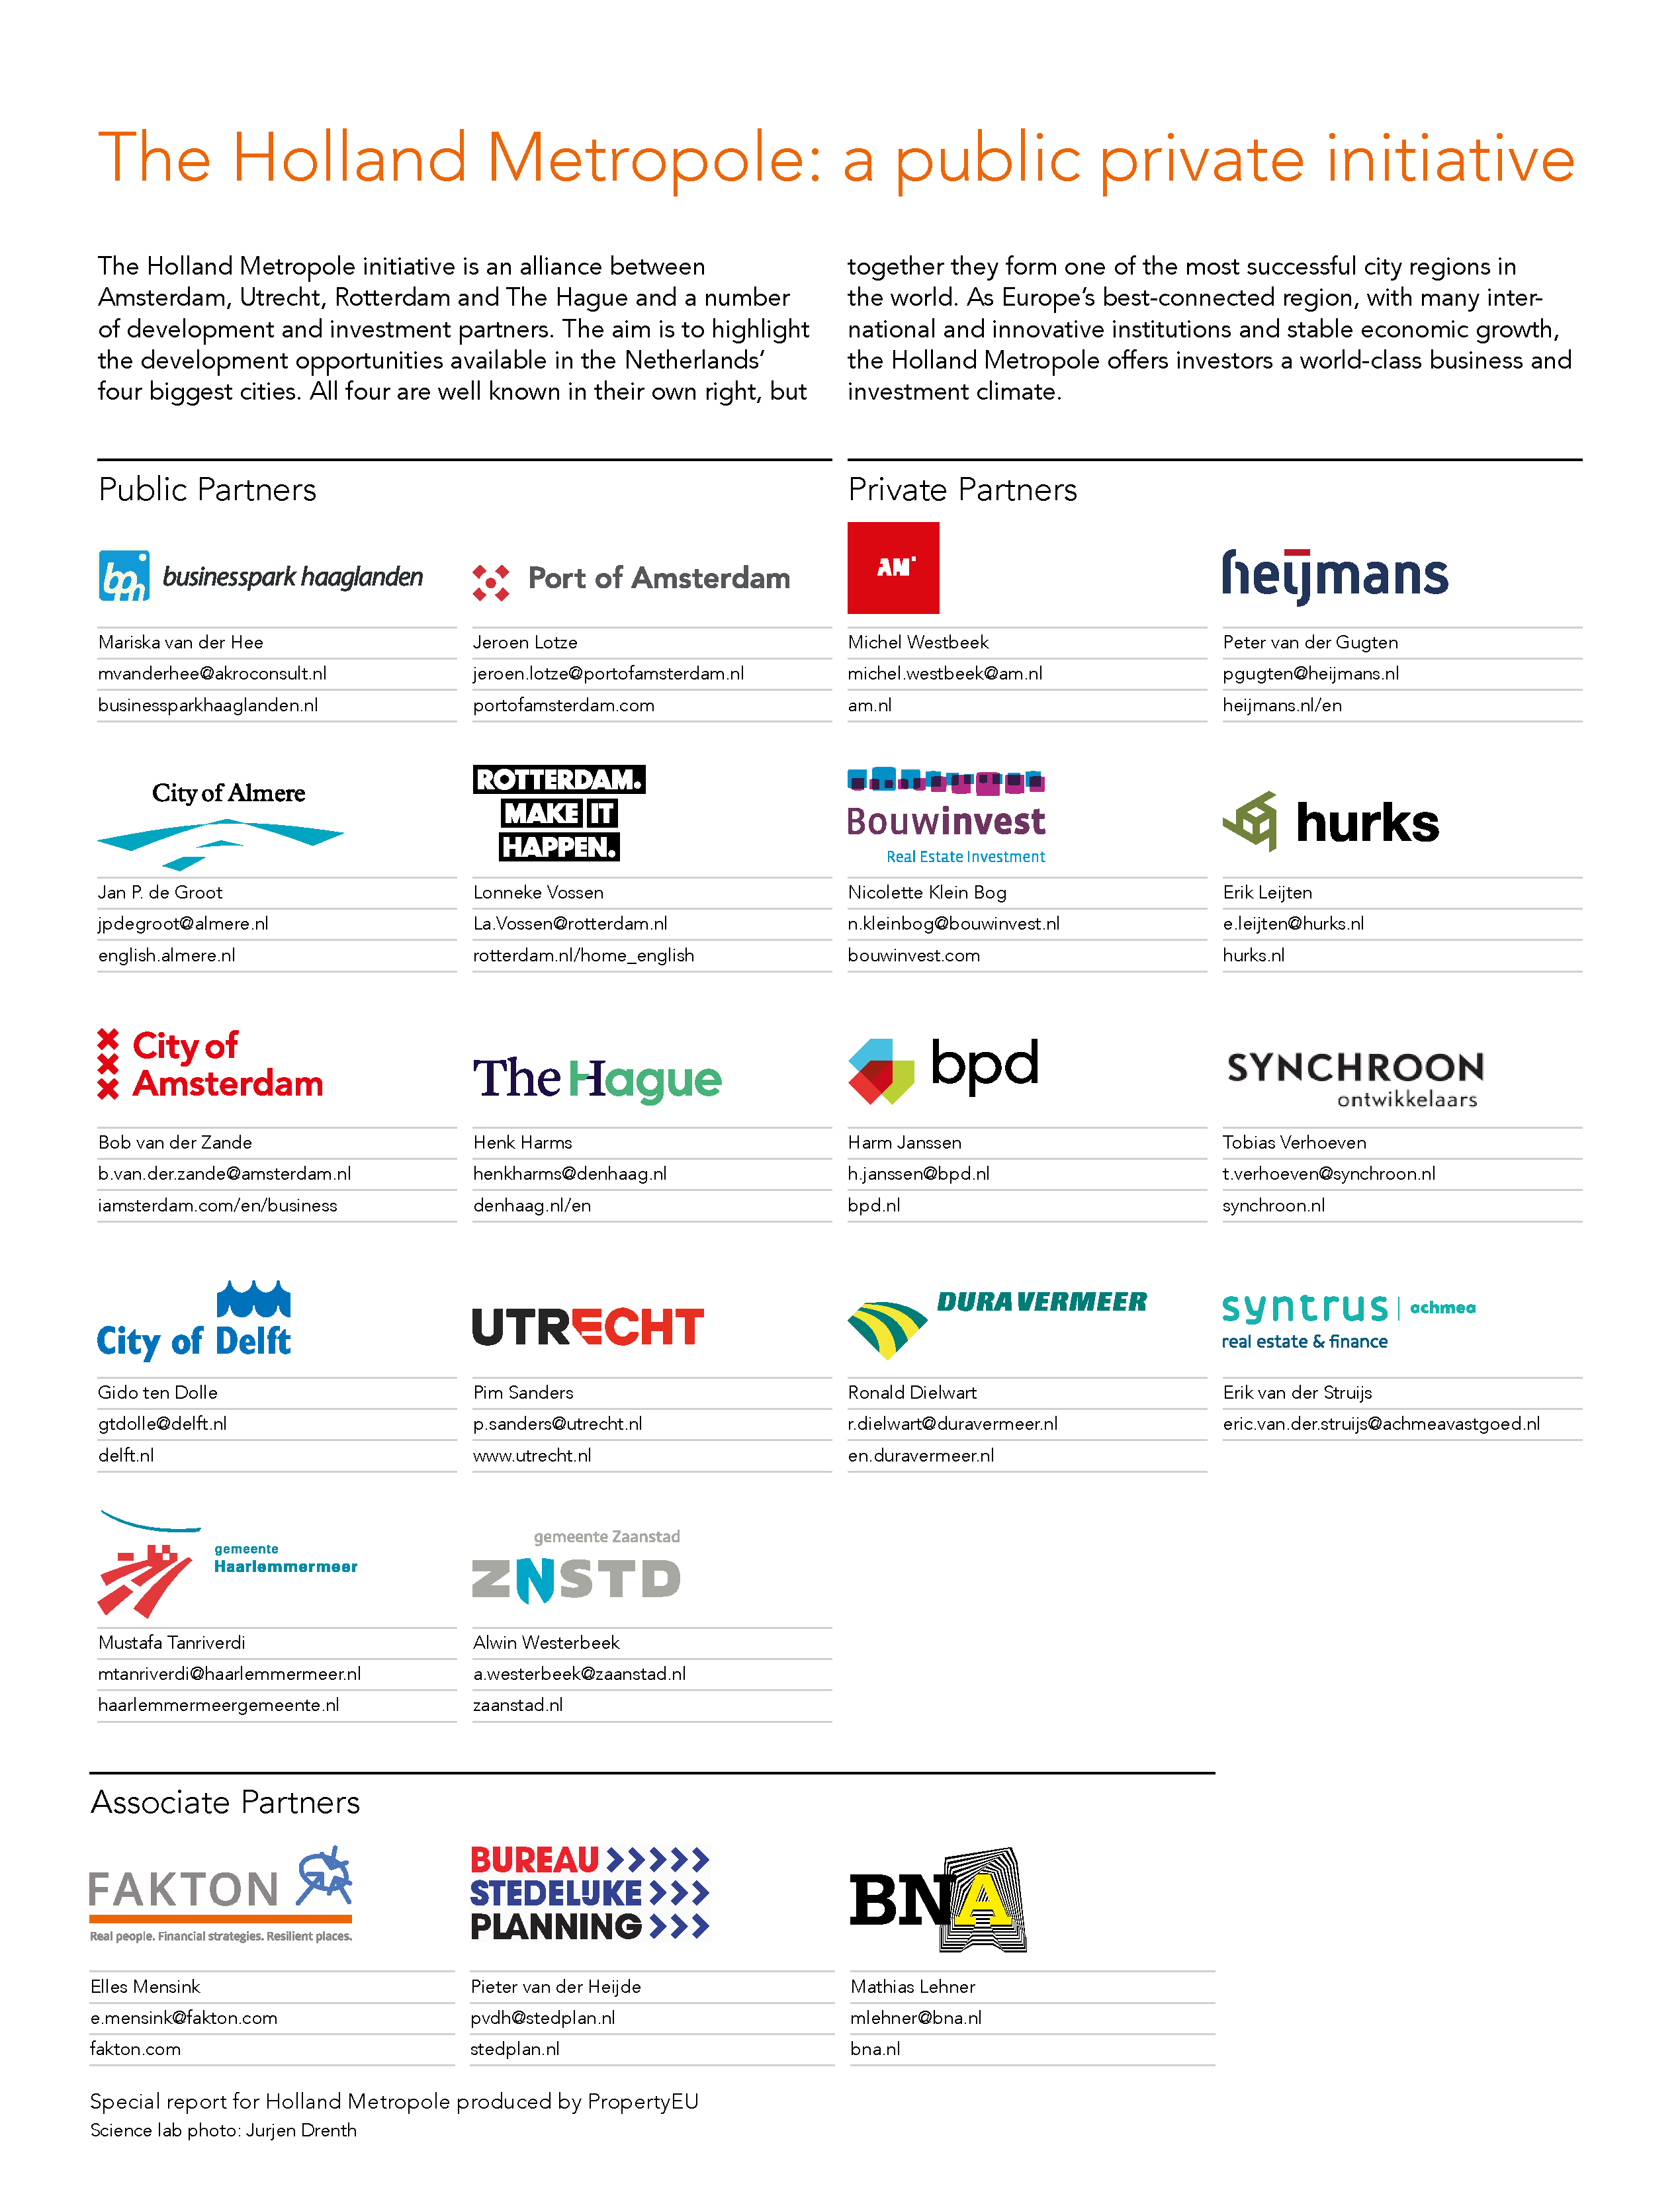 The Holland Metropole: a public private initiative
The Holland Metropole initiative is an alliance between
Amsterdam, Utrecht, Rotterdam and The Hague and a number
of development and investment partners. The aim is to highlight
the development opportunities available in the Netherlands’
four biggest cities. All four are well known in their own right, but
together they form one of the most successful city regions in
the world. As Europe’s best-connected region, with many inter-
national and innovative institutions and stable economic growth,
the Holland Metropole offers investors a world-class business and
investment climate.
Public Partners
bph businesspark haaglanden
Mariska van der Hee
mvanderhee@akroconsult.nl
businessparkhaaglanden.nl
Port of Amsterdam
Jeroen Lotze
jeroen.lotze@portofamsterdam.nl
portofamsterdam.com
City of Almere
Jan P. de Groot
jpdegroot@almere.nl
english.almere.nl
ROTTERDAM.
MAKE IT
HAPPEN.
Lonneke Vossen
La.Vossen@rotterdam.nl
rotterdam.nl/home_english
City of
Amsterdam
Bob van der Zande
b.van.der.zande@amsterdam.nl
iamsterdam.com/en/business
The Hague
Henk Harms
henkharms@denhaag.nl
denhaag.nl/en
City of Delft
Gido ten Dolle
gtdolle@delft.nl
delft.nl
UTRECHT
Pim Sanders
p.sanders@utrecht.nl
www.utrecht.nl
gemeente
Haarlemmermeer
Mustafa Tanriverdi
mtanriverdi@haarlemmermeer.nl
haarlemmermeergemeente.nl
gemeente Zaanstad
ZNSTD
Alwin Westerbeek
a.westerbeek@zaanstad.nl
zaanstad.nl
Private Partners
AM
Michel Westbeek
michel.westbeek@am.nl
am.nl
heijmans
Peter van der Gugten
pgugten@heijmans.nl
heijmans.nl/en
Bouwinvest
Real Estate Investment
Nicolette Klein Bog
n.kleinbog@bouwinvest.nl
bouwinvest.com
hurks
Erik Leijten
e.leijten@hurks.nl
hurks.nl
bpd
Harm Janssen
h.janssen@bpd.nl
bpd.nl
SYNCHROON
ontwikkelaars
Tobias Verhoeven
t.verhoeven@synchroon.nl
synchroon.nl
DURA VERMEER
Ronald Dielwart
r.dielwart@duravermeer.nl
en.duravermeer.nl
syntrus | achmea
real estate & finance
Erik van der Struijs
eric.van.der.struijs@achmeavastgoed.nl
Associate Partners
FAKTON
Real people. Financial strategies. Resilient places.
Elles Mensink
e.mensink@fakton.com
fakton.com
BUREAU
STEDELIJKE
PLANNING
Pieter van der Heijde
pvdh@stedplan.nl
stedplan.nl
BNA
Mathias Lehner
mlehner@bna.nl
bna.nl
Special report for Holland Metropole produced by PropertyEU
Science lab photo: Jurjen Drenth